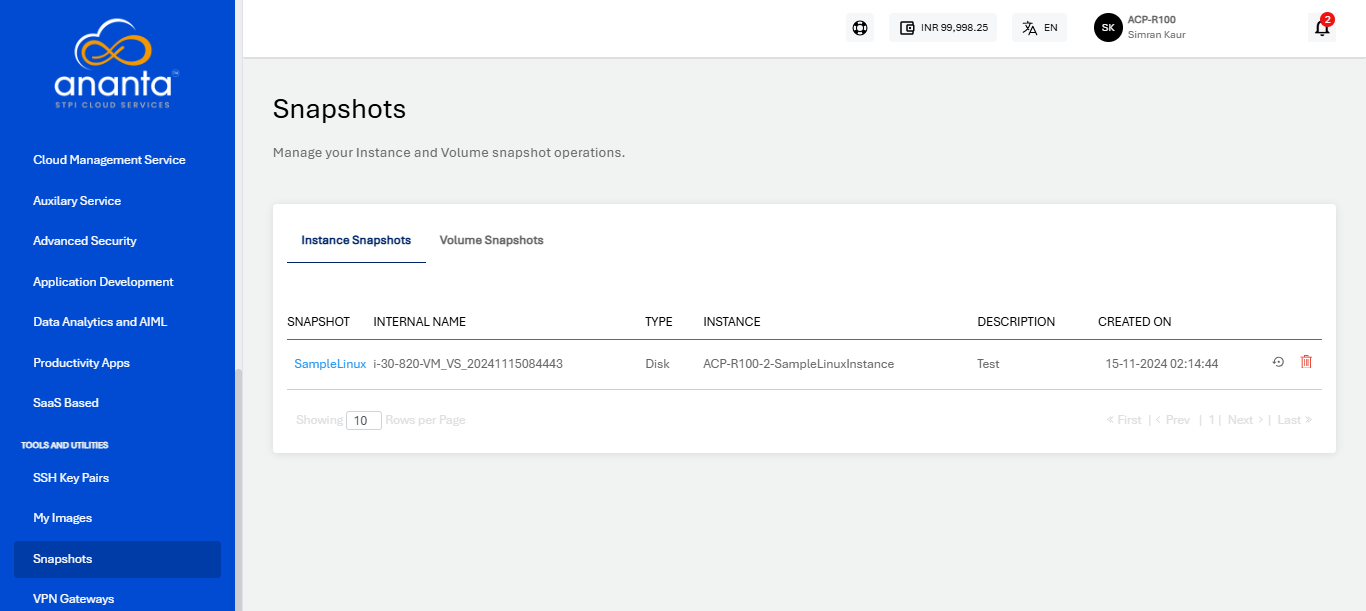 ananta™
STPI CLOUD SERVICES
Cloud Management Service
Auxilary Service
Advanced Security
Application Development
Data Analytics and AIML
Productivity Apps
SaaS Based
TOOLS AND UTILITIES
SSH Key Pairs
My Images
Snapshots
VPN Gateways
INR 99,998.25
EN
SK
ACP-R100
Simran Kaur
2
Snapshots
Manage your Instance and Volume snapshot operations.
Instance Snapshots Volume Snapshots
SNAPSHOT INTERNAL NAME TYPE INSTANCE DESCRIPTION CREATED ON
SampleLinux i-30-820-VM_VS_20241115084443 Disk ACP-R100-2-SampleLinuxInstance Test 15-11-2024 02:14:44
Showing 10 Rows per Page « First | ‹ Prev | 1 | Next › | Last »